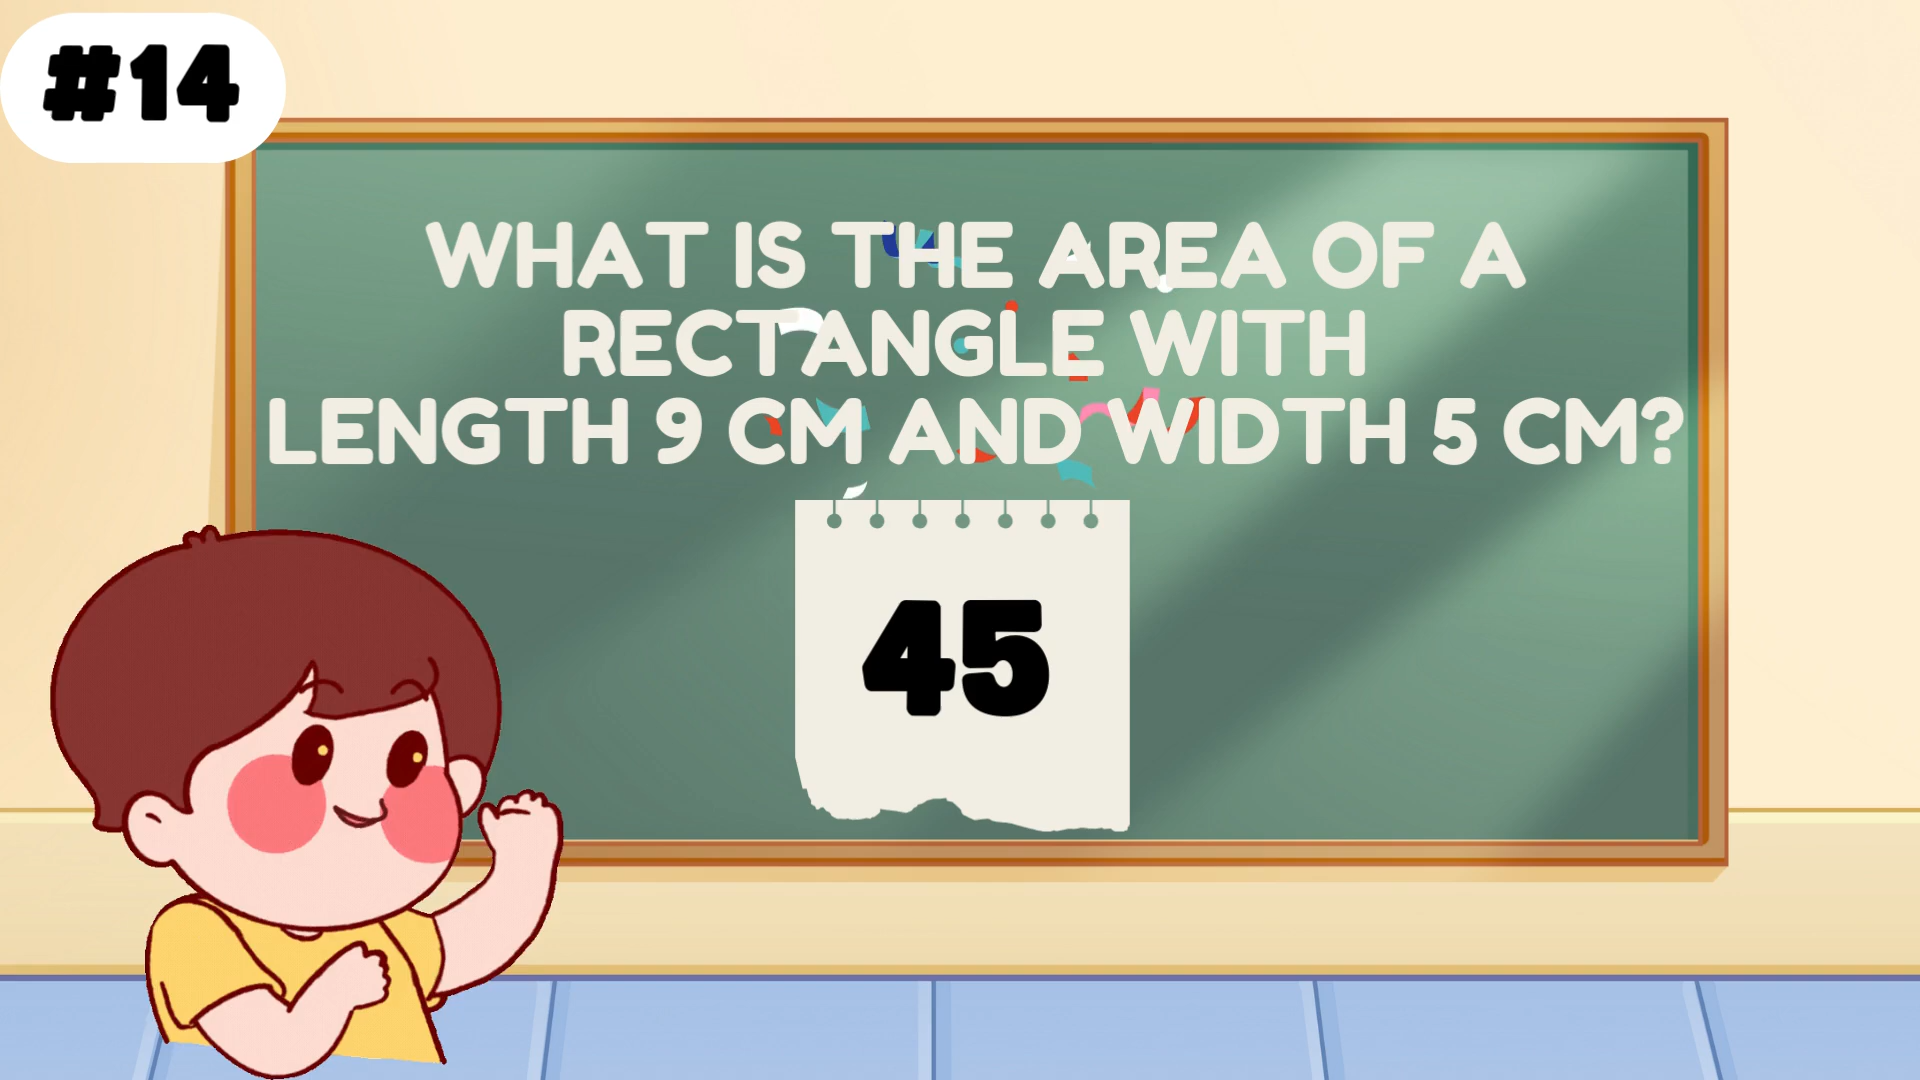 #14
WHAT IS THE AREA OF A
RECTANGLE WITH
LENGTH 9 CM AND WIDTH 5 CM?
45